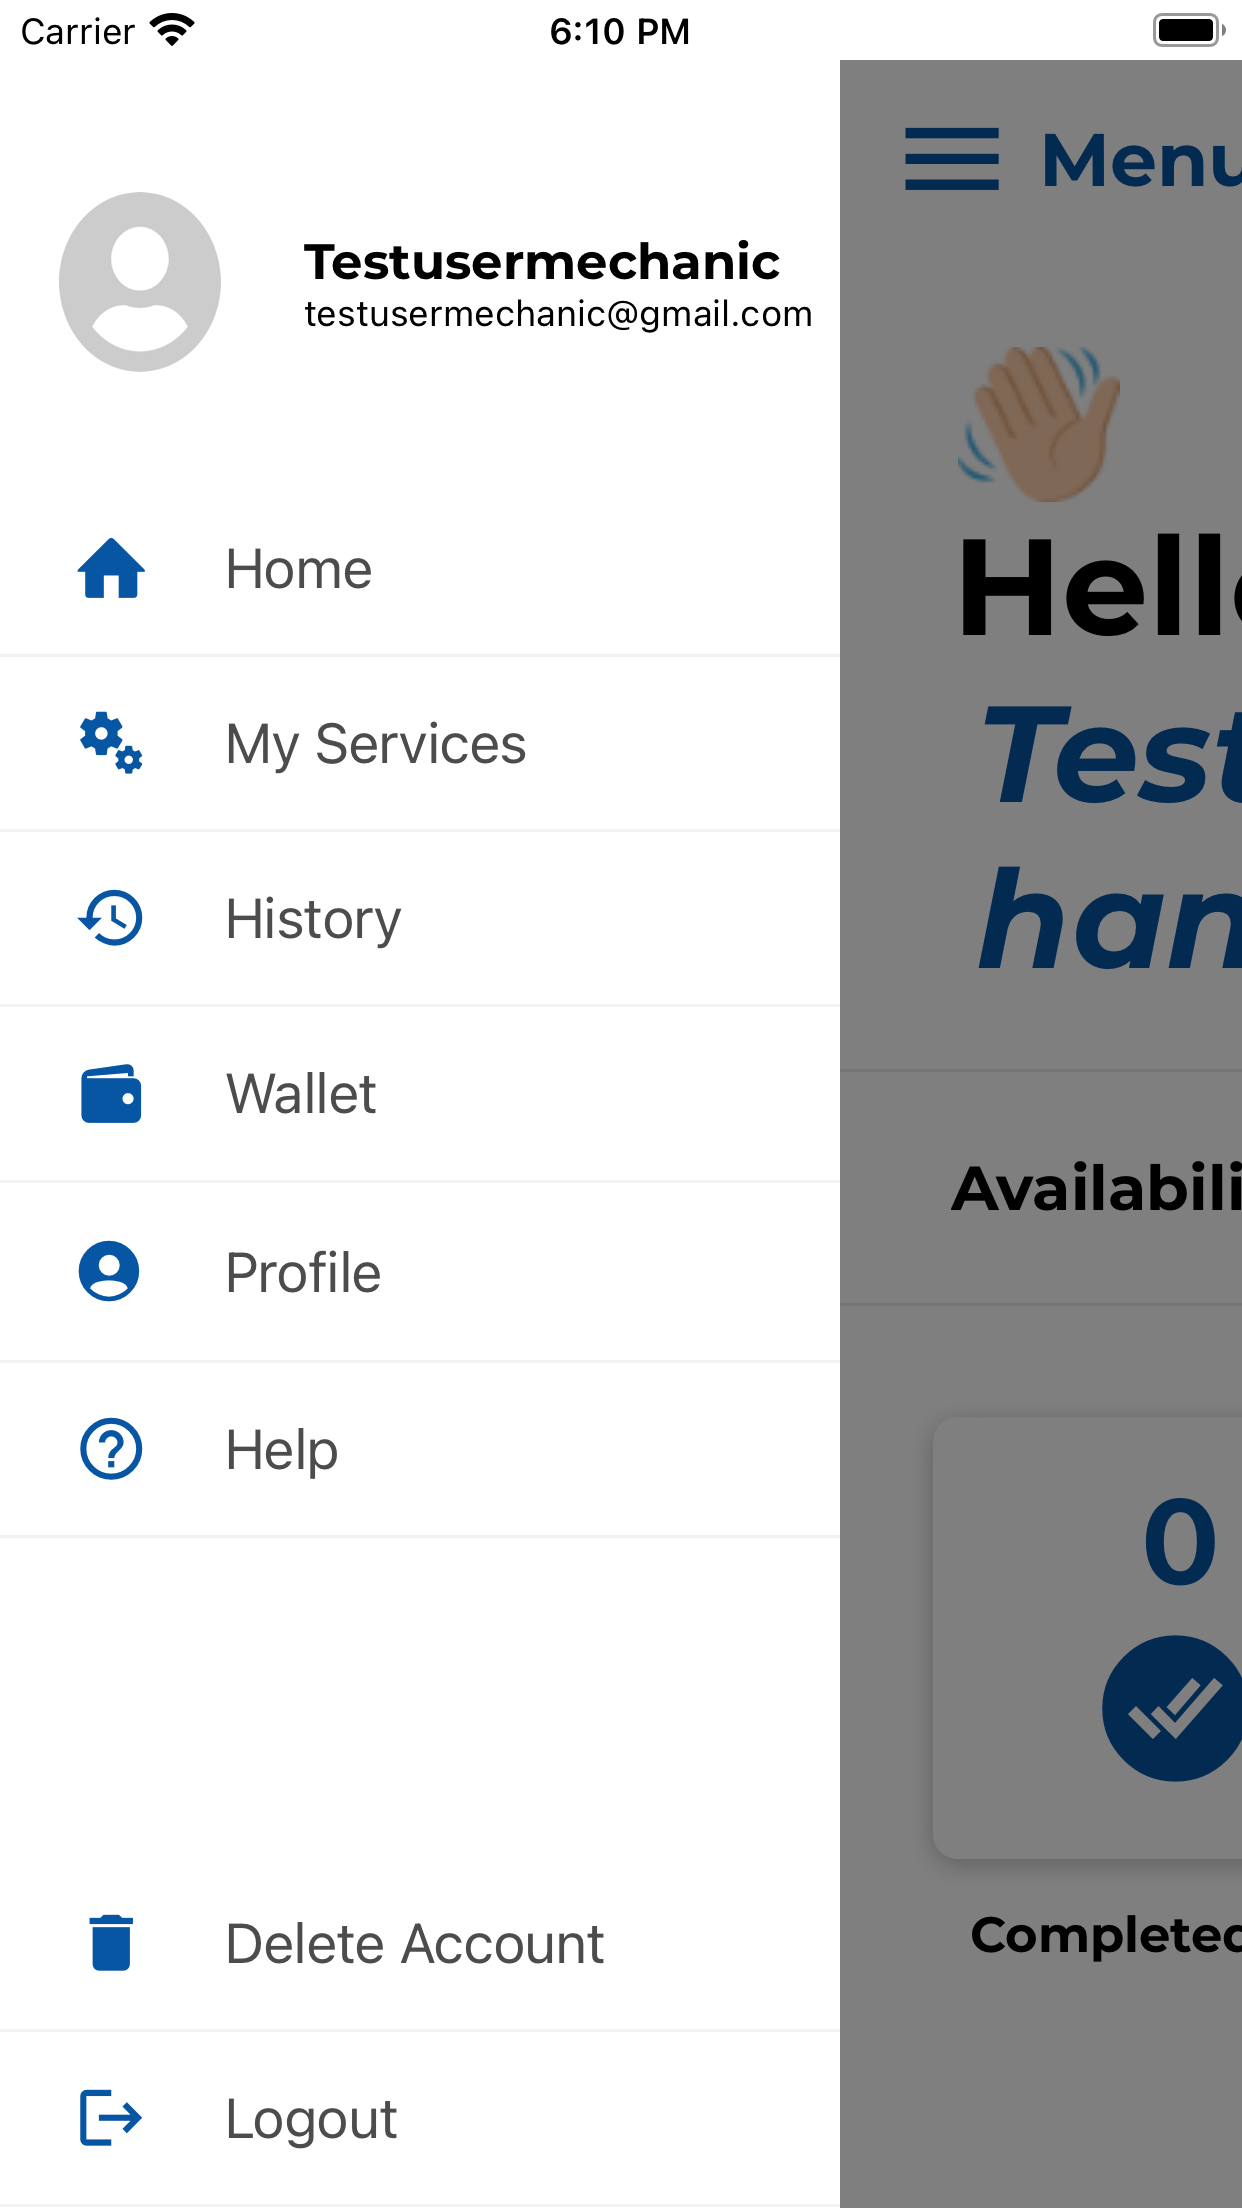 Carrier
6:10 PM
Testusermechanic
testusermechanic@gmail.com
Home
My Services
History
Wallet
Profile
Help
Delete Account
Logout
Menu
Hello
Test
han
Availabili
0
Completed